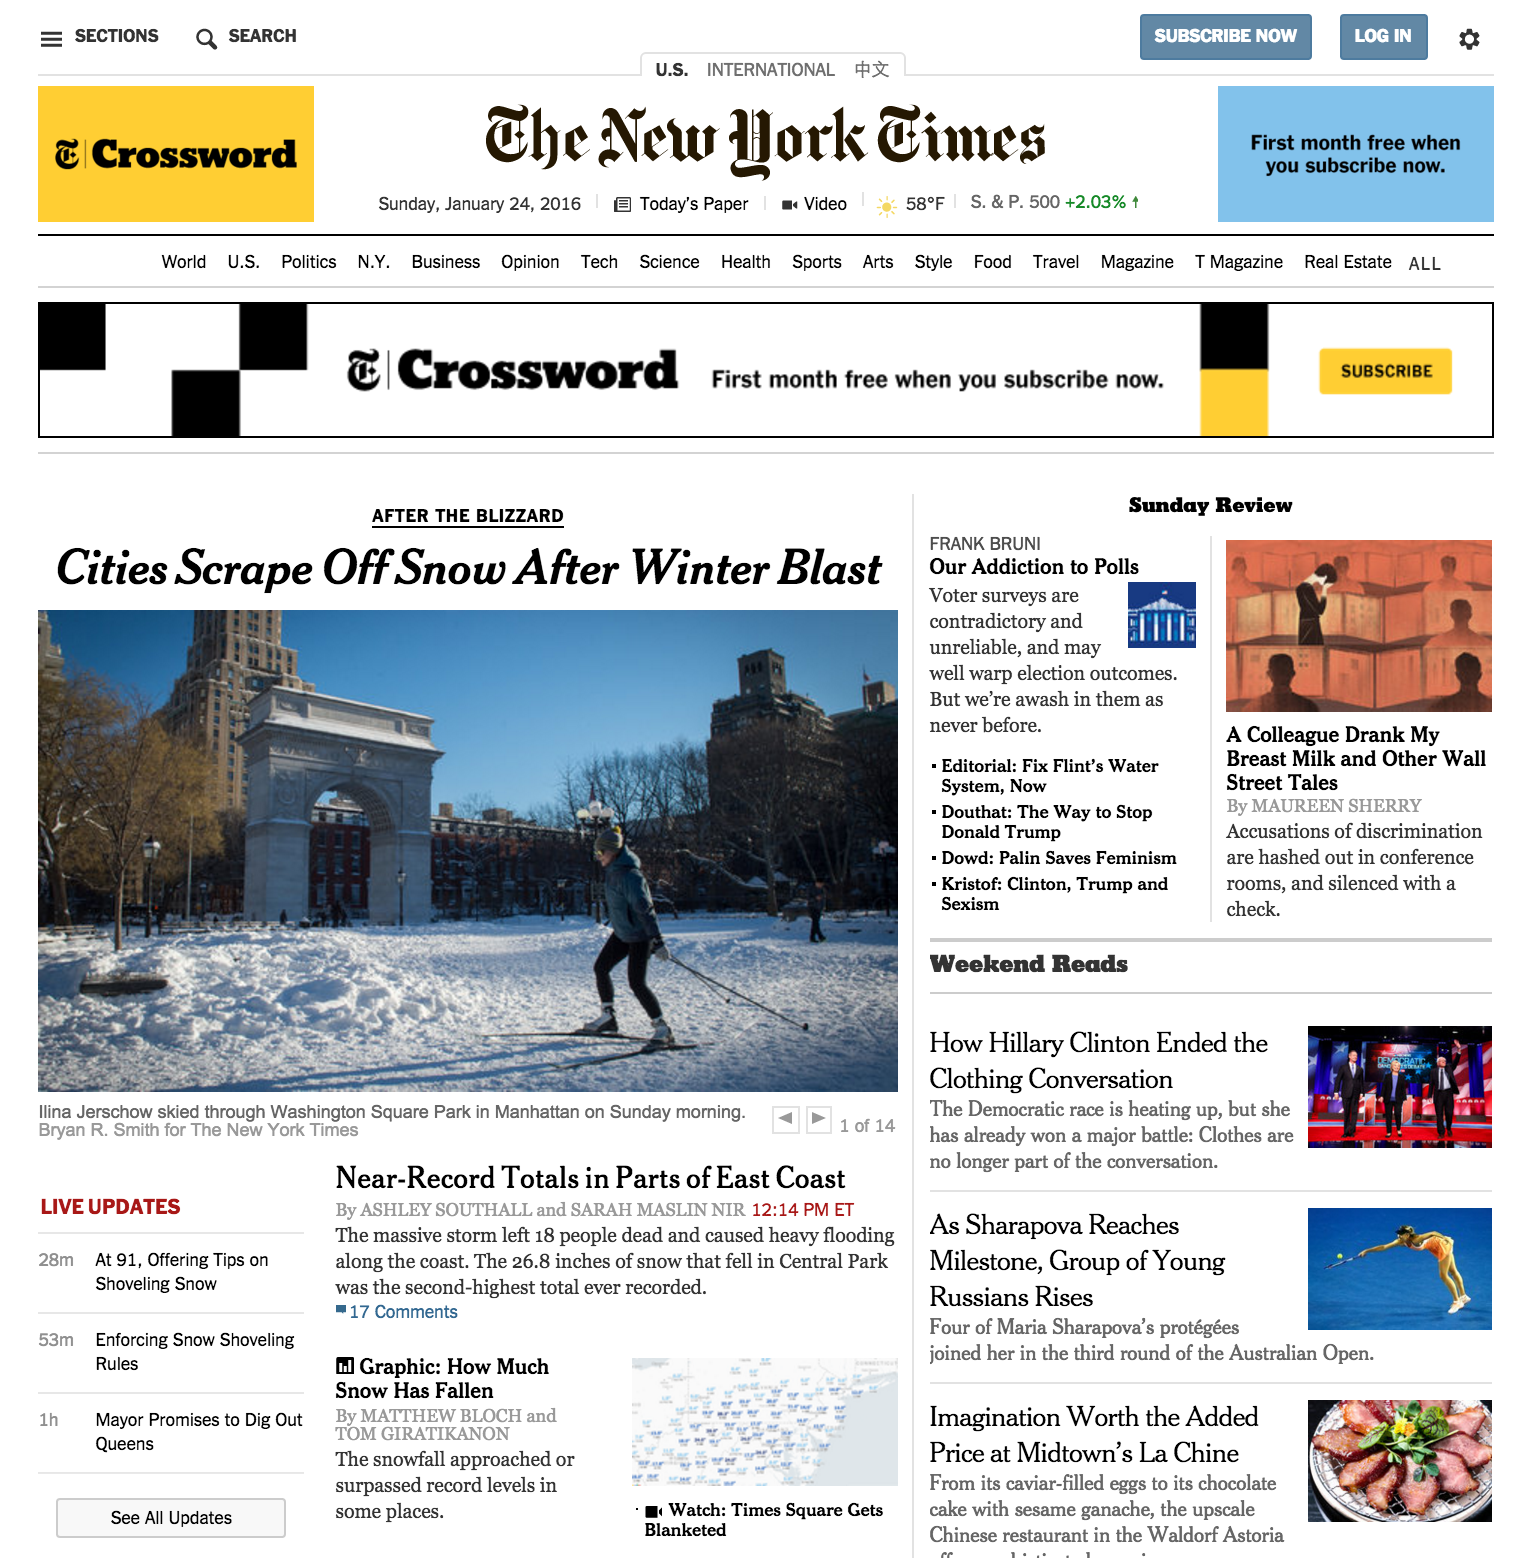 SECTIONS
SEARCH
SUBSCRIBE NOW
LOG IN
U.S.
INTERNATIONAL
中文
Crossword
The New York Times
First month free when
you subscribe now.
Sunday, January 24, 2016
Today's Paper
Video
58°F
S. & P. 500 +2.03%
World
U.S.
Politics
N.Y.
Business
Opinion
Tech
Science
Health
Sports
Arts
Style
Food
Travel
Magazine
T Magazine
Real Estate
ALL
Crossword
First month free when you subscribe now.
SUBSCRIBE
AFTER THE BLIZZARD
Cities Scrape Off Snow After Winter Blast
Ilina Jerschow skied through Washington Square Park in Manhattan on Sunday morning.
Bryan R. Smith for The New York Times
1 of 14
LIVE UPDATES
28m
At 91, Offering Tips on
Shoveling Snow
53m
Enforcing Snow Shoveling
Rules
1h
Mayor Promises to Dig Out
Queens
See All Updates
Near-Record Totals in Parts of East Coast
By ASHLEY SOUTHALL and SARAH MASLIN NIR 12:14 PM ET
The massive storm left 18 people dead and caused heavy flooding
along the coast. The 26.8 inches of snow that fell in Central Park
was the second-highest total ever recorded.
17 Comments
Graphic: How Much
Snow Has Fallen
By MATTHEW BLOCH and
TOM GIRATIKANON
The snowfall approached or
surpassed record levels in
some places.
Watch: Times Square Gets
Blanketed
Sunday Review
FRANK BRUNI
Our Addiction to Polls
Voter surveys are
contradictory and
unreliable, and may
well warp election outcomes.
But we're awash in them as
never before.
Editorial: Fix Flint's Water
System, Now
Douthat: The Way to Stop
Donald Trump
Dowd: Palin Saves Feminism
Kristof: Clinton, Trump and
Sexism
A Colleague Drank My
Breast Milk and Other Wall
Street Tales
By MAUREEN SHERRY
Accusations of discrimination
are hashed out in conference
rooms, and silenced with a
check.
Weekend Reads
How Hillary Clinton Ended the
Clothing Conversation
The Democratic race is heating up, but she
has already won a major battle: Clothes are
no longer part of the conversation.
As Sharapova Reaches
Milestone, Group of Young
Russians Rises
Four of Maria Sharapova's protégées
joined her in the third round of the Australian Open.
Imagination Worth the Added
Price at Midtown's La Chine
From its caviar-filled eggs to its chocolate
cake with sesame ganache, the upscale
Chinese restaurant in the Waldorf Astoria